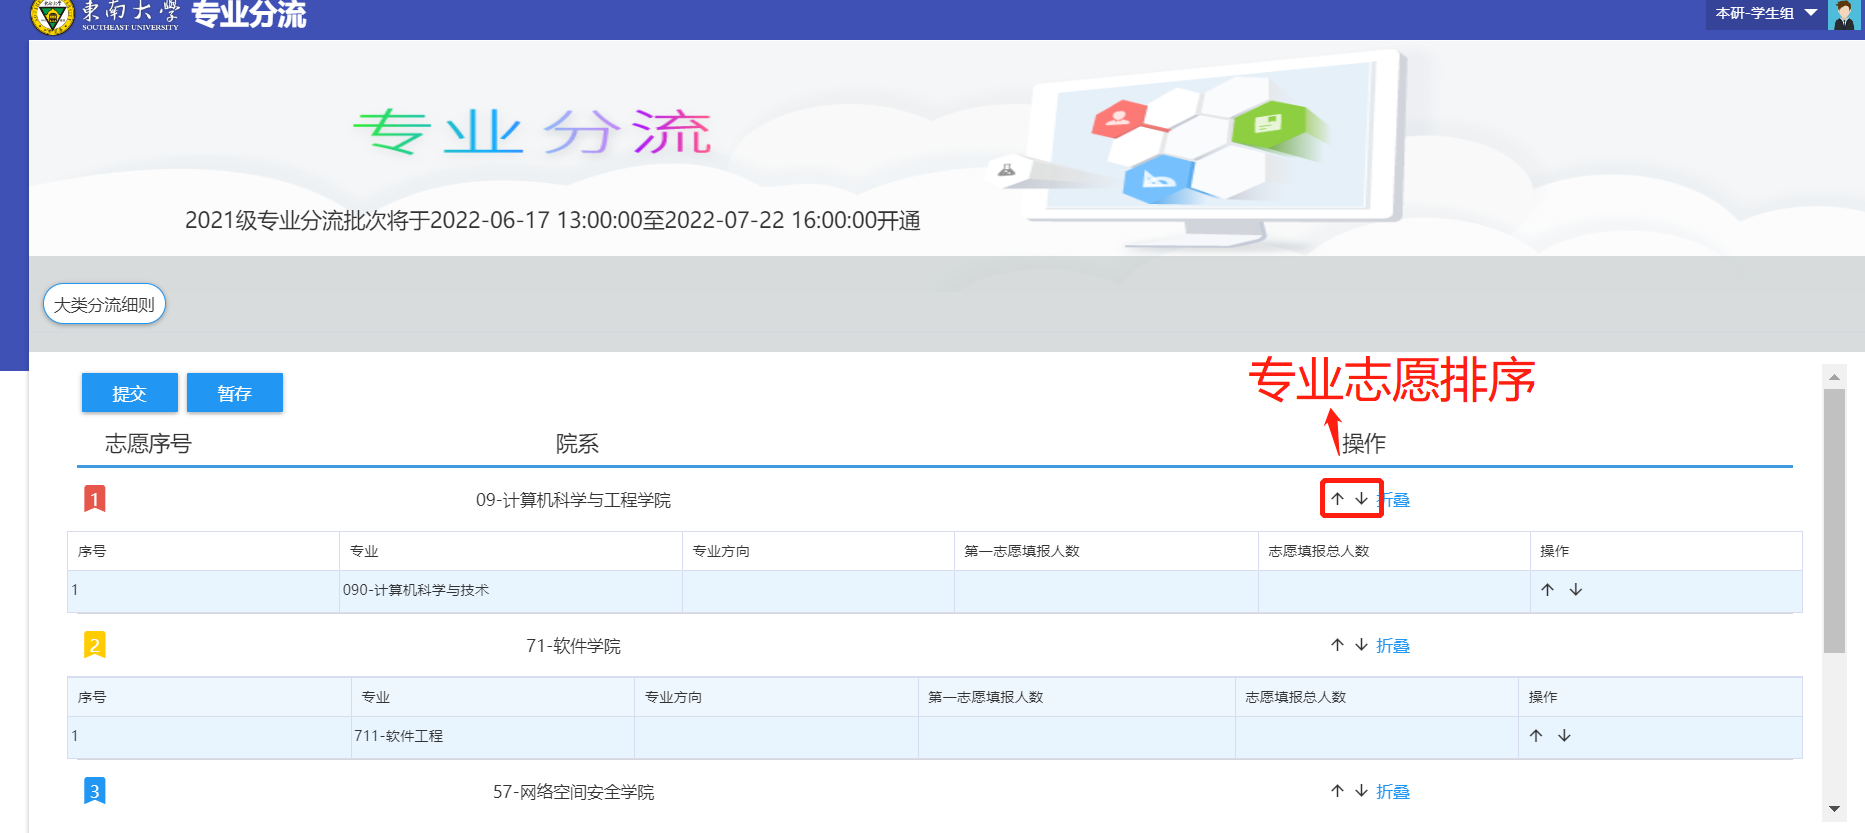 東南大學
SOUTHEAST UNIVERSITY
专业分流
本研-学生组
专业分流
2021级专业分流批次将于2022-06-17 13:00:00至2022-07-22 16:00:00开通
大类分流细则
专业志愿排序
提交 暂存
志愿序号 院系 操作
1 09-计算机科学与工程学院 ↑ ↓ 折叠
序号 专业 专业方向 第一志愿填报人数 志愿填报总人数 操作
1 090-计算机科学与技术 ↑ ↓
2 71-软件学院 ↑ ↓ 折叠
序号 专业 专业方向 第一志愿填报人数 志愿填报总人数 操作
1 711-软件工程 ↑ ↓
3 57-网络空间安全学院 ↑ ↓ 折叠